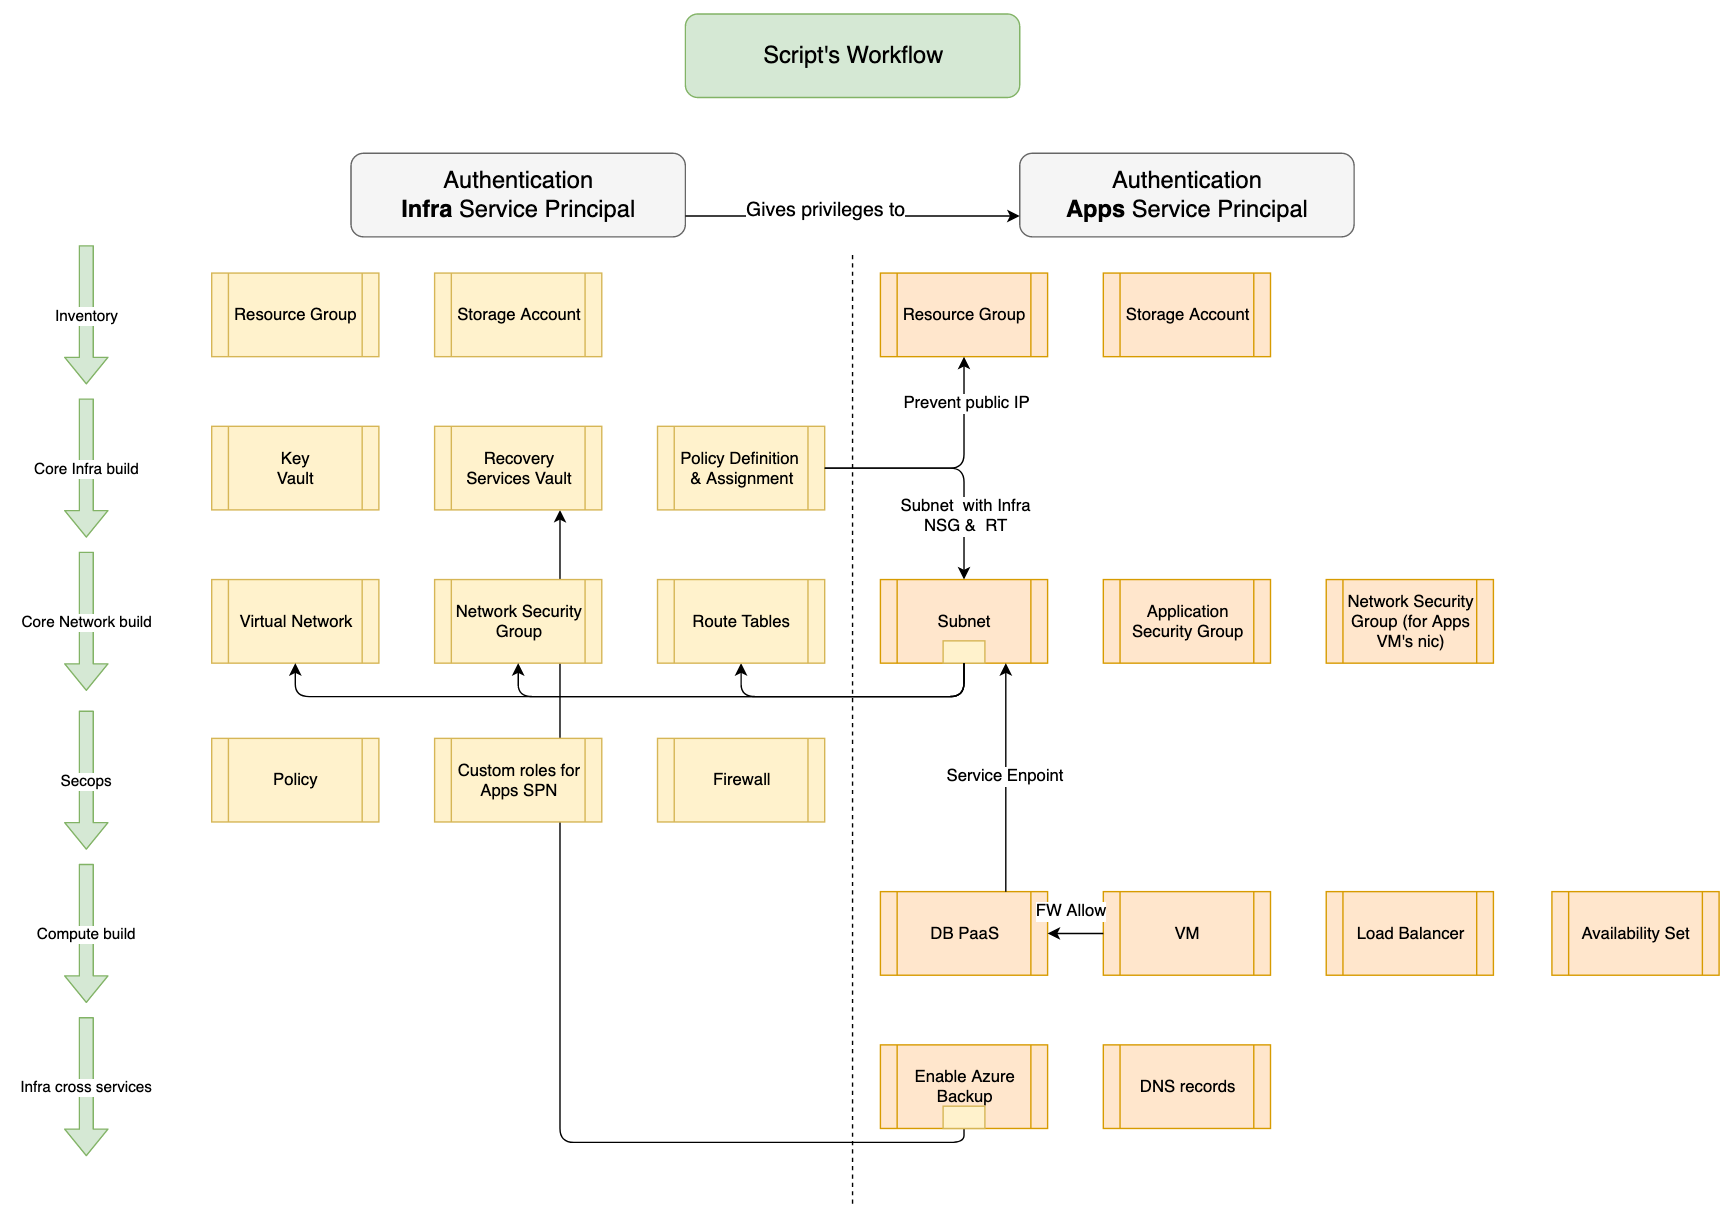 Script's Workflow
Authentication
Infra Service Principal
Gives privileges to
Authentication
Apps Service Principal
Inventory
Resource Group
Storage Account
Resource Group
Storage Account
Prevent public IP
Core Infra build
Key
Vault
Recovery
Services Vault
Policy Definition
& Assignment
Subnet with Infra
NSG & RT
Core Network build
Virtual Network
Network Security
Group
Route Tables
Subnet
Application
Security Group
Network Security
Group (for Apps
VM's nic)
Secops
Policy
Custom roles for
Apps SPN
Firewall
Service Enpoint
Compute build
DB PaaS
FW Allow
VM
Load Balancer
Availability Set
Infra cross services
Enable Azure
Backup
DNS records